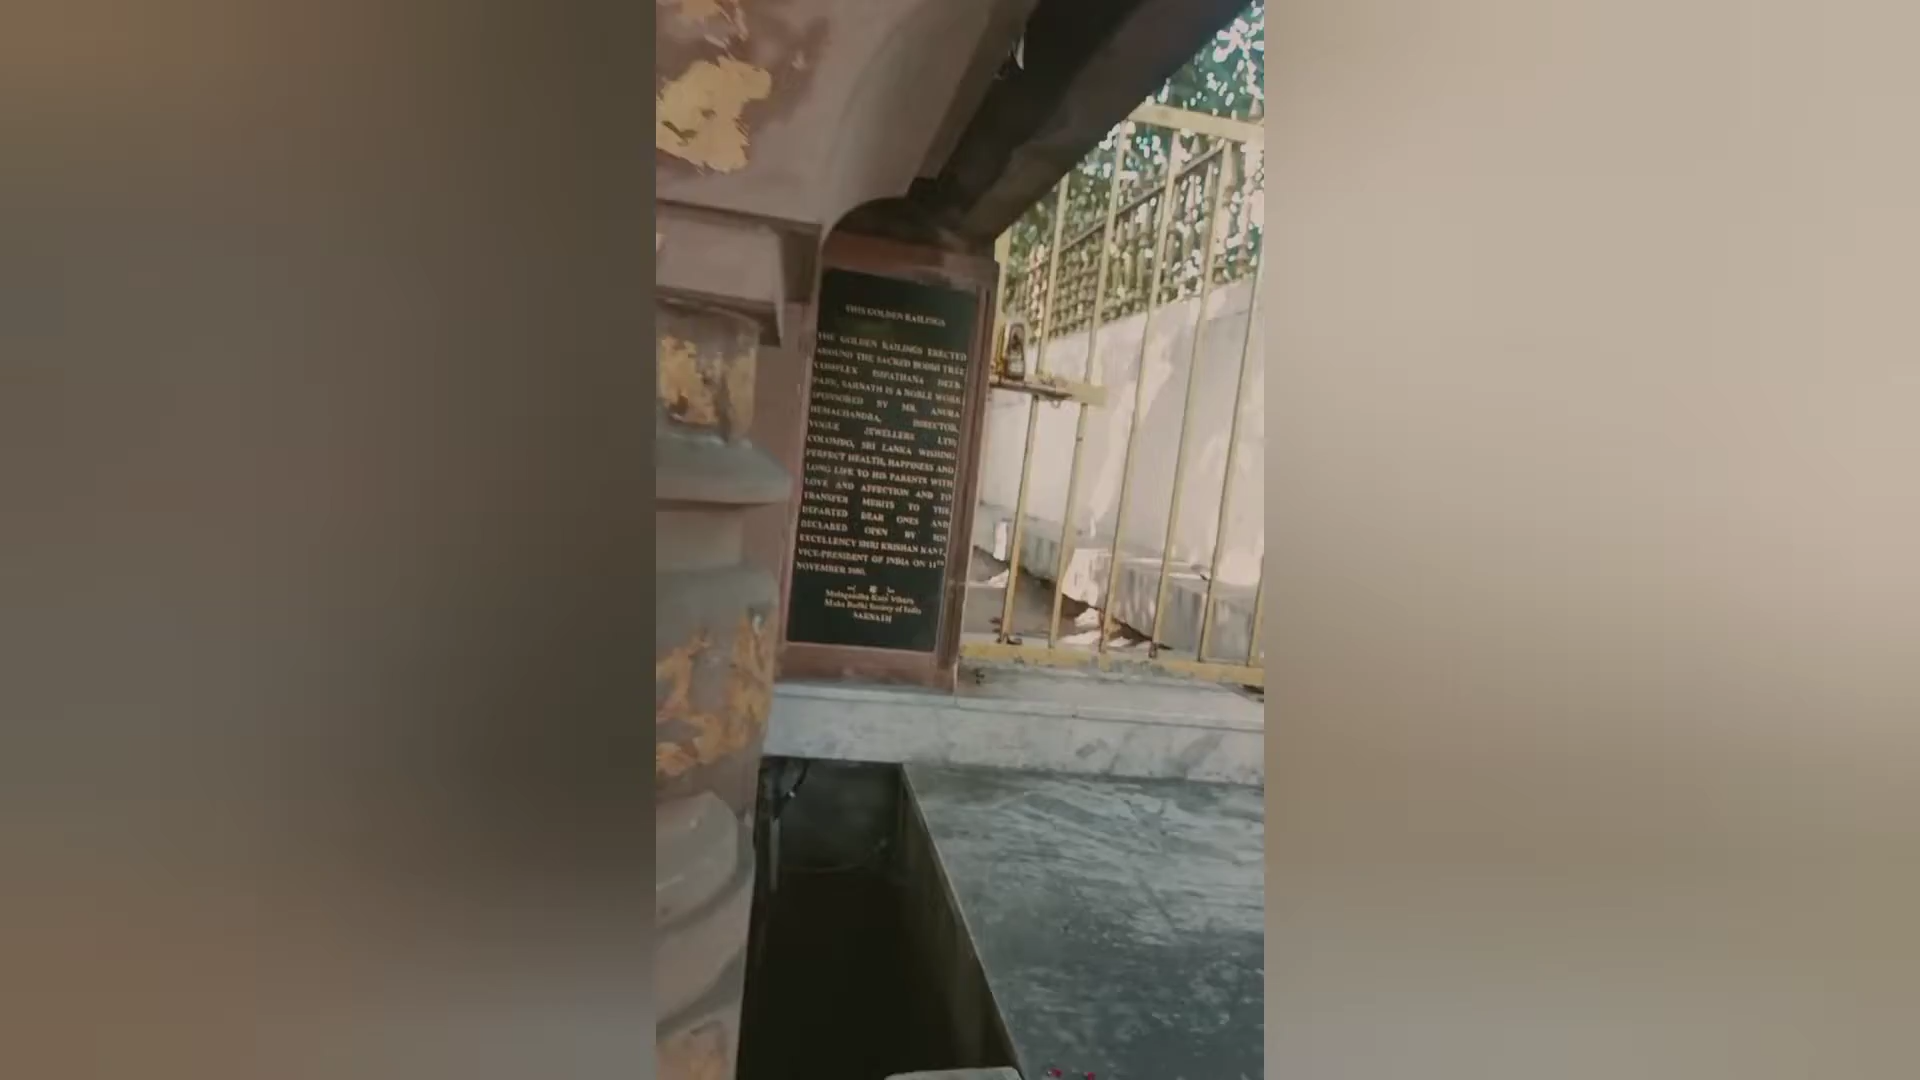 THIS GOLDEN RAILINGS
THE GOLDEN RAILINGS ERECTED
AROUND THE SACRED BODHI TREE
COMPLEX ISIPATHANA DEER
PARK, SARNATH IS A NOBLE WORK
SPONSORED BY MR. ANURA
HEMACHANDRA, DIRECTOR,
VOGUE JEWELLERS LTD;
COLOMBO, SRI LANKA WISHING
PERFECT HEALTH, HAPPINESS AND
LONG LIFE TO HIS PARENTS WITH
LOVE AND AFFECTION AND TO
TRANSFER MERITS TO THE
DEPARTED DEAR ONES AND
DECLARED OPEN BY HIS
EXCELLENCY SHRI KRISHAN KANT,
VICE-PRESIDENT OF INDIA ON 11TH
NOVEMBER
Mulagandha Kuty Vihara
Maha Bodhi Society of India
SARNATH